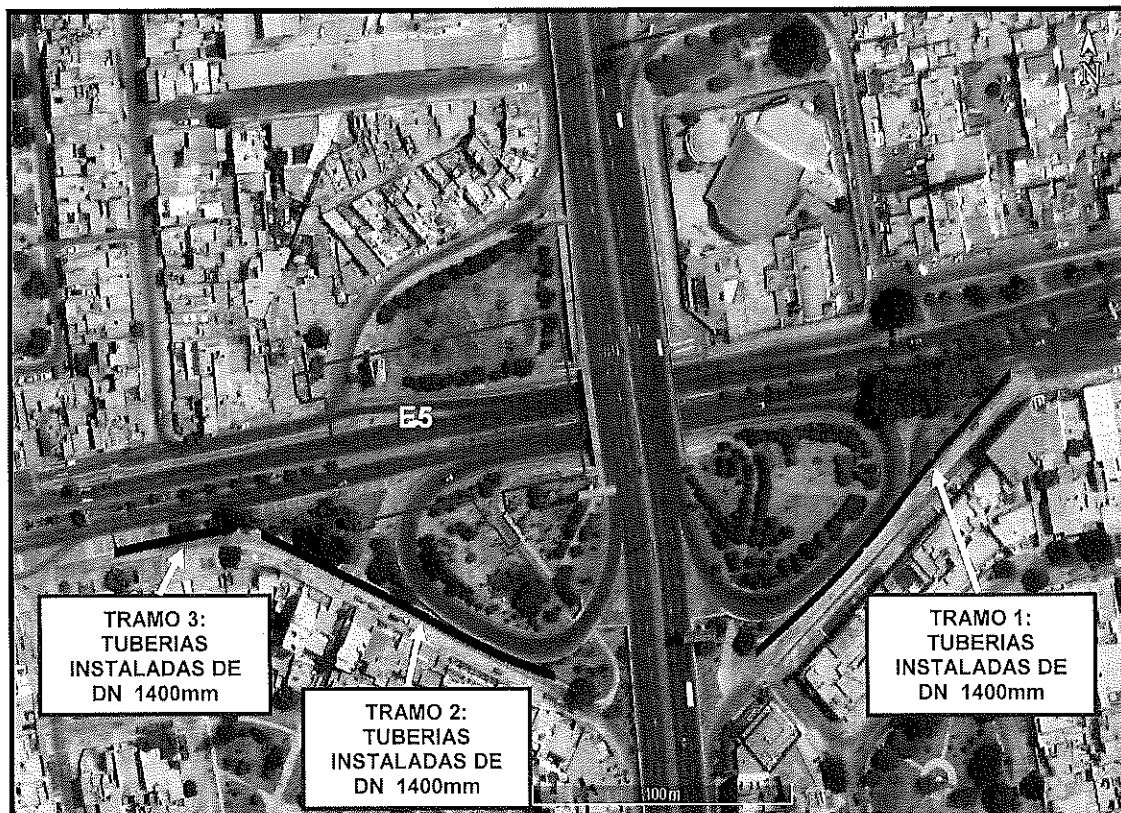 N
E5
TRAMO 3:
TUBERIAS
INSTALADAS DE
DN 1400mm
TRAMO 2:
TUBERIAS
INSTALADAS DE
DN 1400mm
TRAMO 1:
TUBERIAS
INSTALADAS DE
DN 1400mm
100 m